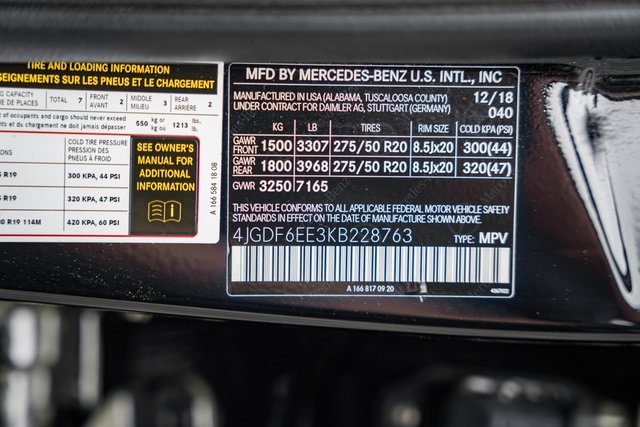 TIRE AND LOADING INFORMATION
SEIGNEMENTS SUR LES PNEUS ET LE CHARGEMENT
CAPACITY TOTAL 7 FRONT 2 MIDDLE 3 REAR 2
DE PLACES AVANT MILIEU ARRIÈRE
of occupants and cargo should never exceed 550 kg or 1213 lbs.
et du chargement ne doit jamais dépasser kg ou lb.
COLD TIRE PRESSURE
PRESSION DES
PNEUS À FROID
R19 300 KPA, 44 PSI
R19 320 KPA, 47 PSI
R19 114M 420 KPA, 60 PSI
SEE OWNER'S
MANUAL FOR
ADDITIONAL
INFORMATION
A 166 584 18 08
MFD BY MERCEDES-BENZ U.S. INTL., INC
MANUFACTURED IN USA (ALABAMA, TUSCALOOSA COUNTY) 12/18
UNDER CONTRACT FOR DAIMLER AG, STUTTGART (GERMANY) 040
KG LB TIRES RIM SIZE COLD KPA (PSI)
GAWR FRONT 1500 3307 275/50 R20 8.5Jx20 300(44)
GAWR REAR 1800 3968 275/50 R20 8.5Jx20 320(47)
GVWR 3250 7165
THIS VEHICLE CONFORMS TO ALL APPLICABLE FEDERAL MOTOR VEHICLE SAFETY
STANDARDS IN EFFECT ON THE DATE OF MANUFACTURE SHOWN ABOVE.
4JGDF6EE3KB228763 TYPE: MPV
A 166 817 09 20